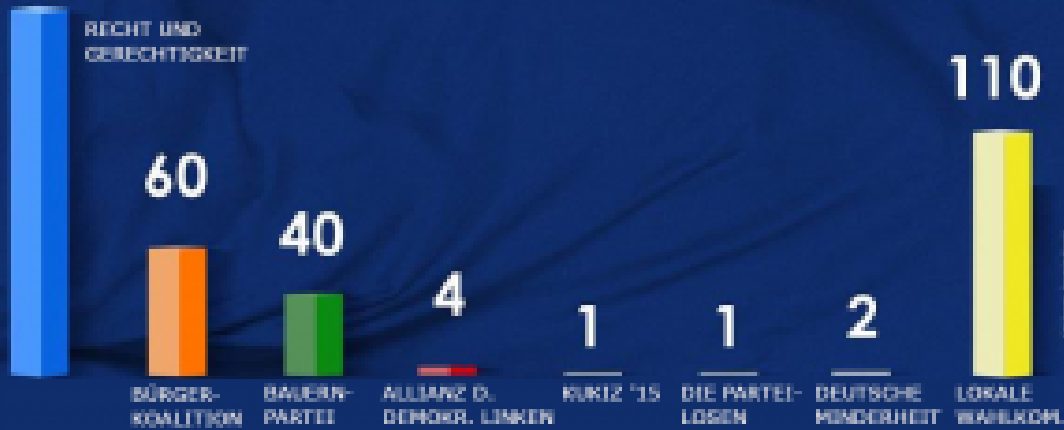 RECHT UND
GERECHTIGKEIT
60
40
4
1
1
2
110
BÜRGER-
KOALITION
BAUERN-
PARTEI
ALLIANZ D.
DEMOKR. LINKEN
KUKIZ '15
DIE PARTEI-
LOSEN
DEUTSCHE
MINDERHEIT
LOKALE
WAHLKOM.